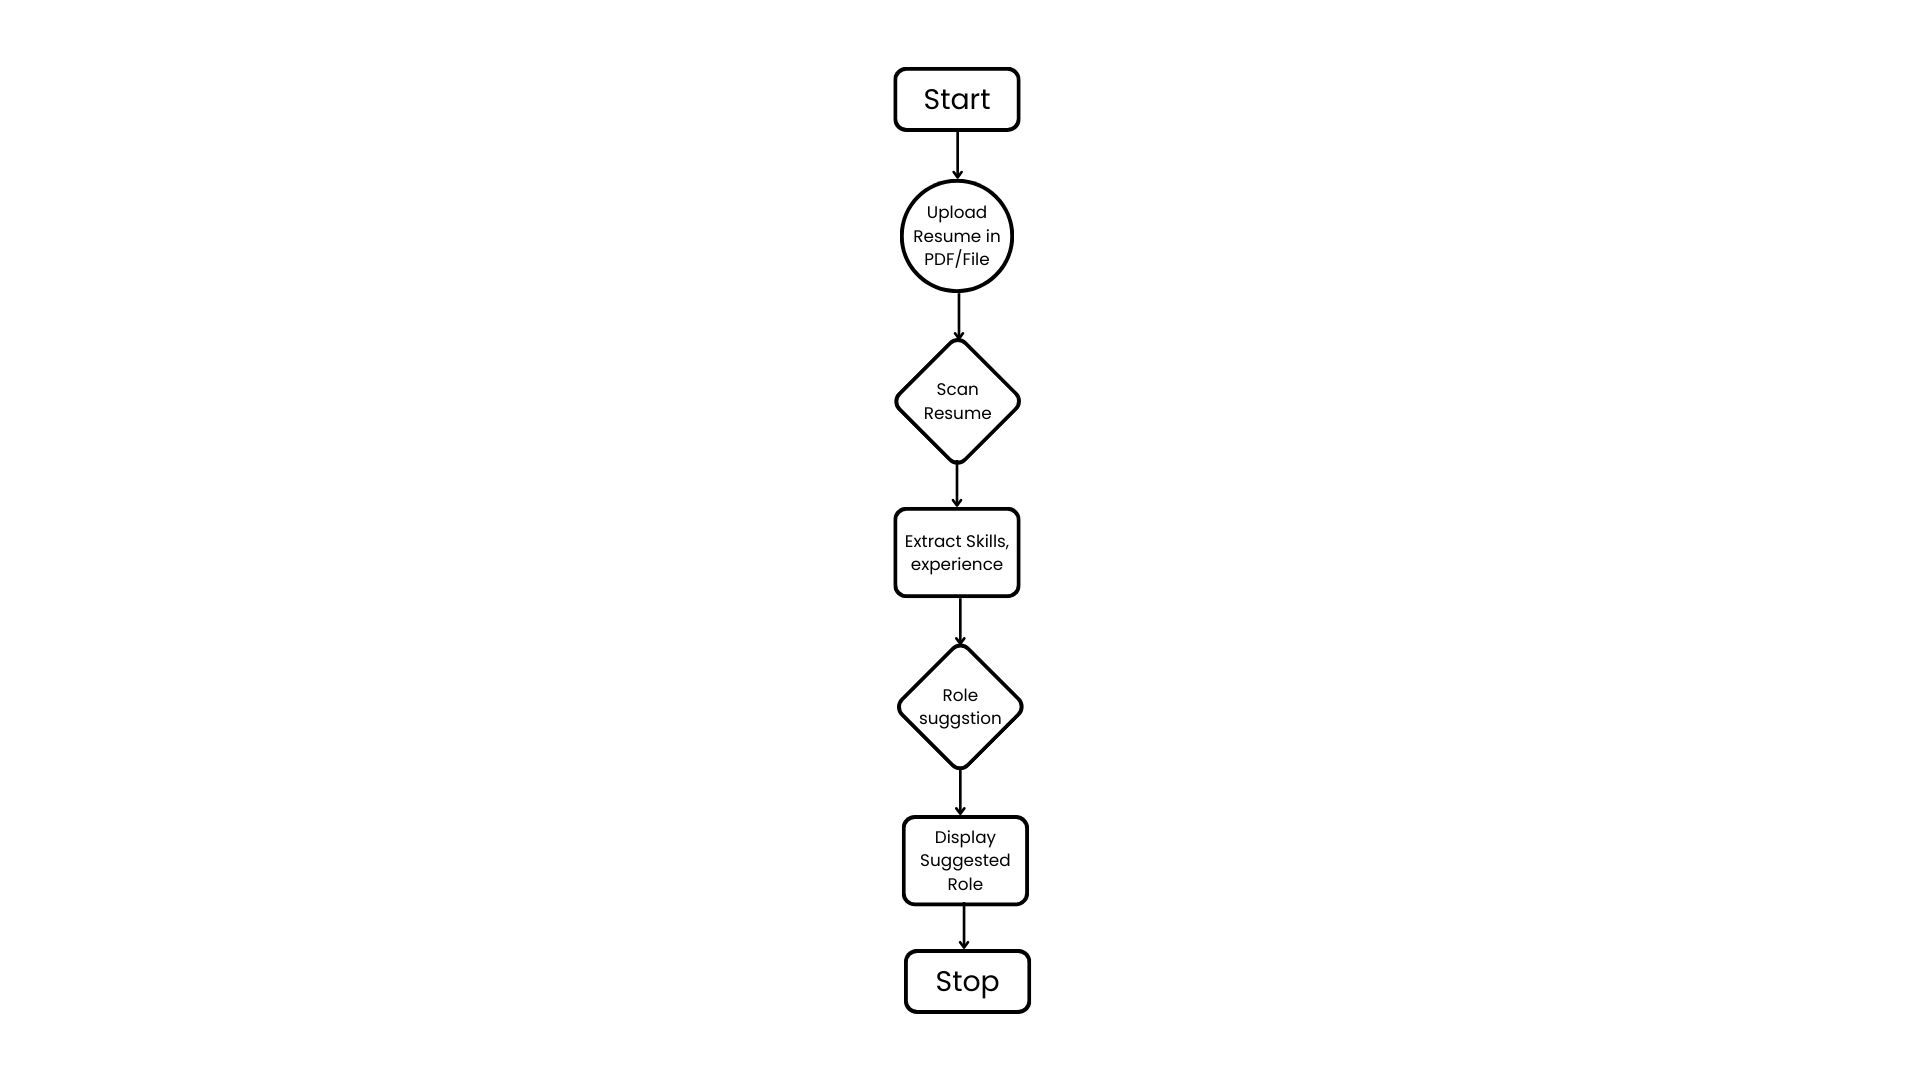 Start
Upload
Resume in
PDF/File
Scan
Resume
Extract Skills,
experience
Role
suggstion
Display
Suggested
Role
Stop